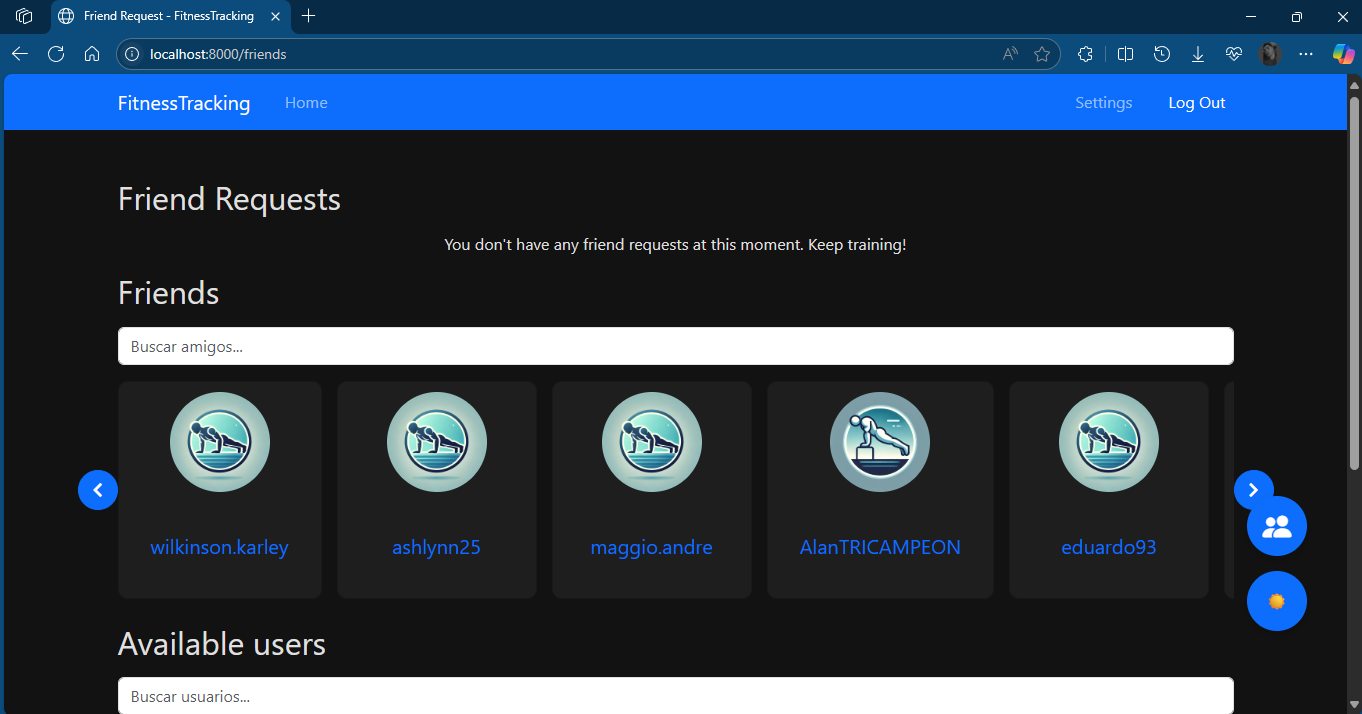 Friend Request - FitnessTracking
localhost:8000/friends
FitnessTracking Home Settings Log Out
Friend Requests
You don't have any friend requests at this moment. Keep training!
Friends
Buscar amigos...
wilkinson.karley ashlynn25 maggio.andre AlanTRICAMPEON eduardo93
Available users
Buscar usuarios...